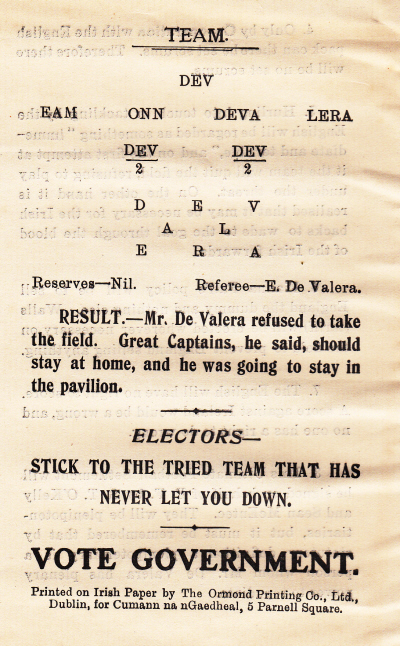 TEAM.
DEV
EAM ONN DEVA LERA
DEV DEV
2 2
D E V
A L
E R A
Reserves—Nil. Referee—E. De Valera.
RESULT.—Mr. De Valera refused to take
the field. Great Captains, he said, should
stay at home, and he was going to stay in
the pavilion.
ELECTORS—
STICK TO THE TRIED TEAM THAT HAS
NEVER LET YOU DOWN.
VOTE GOVERNMENT.
Printed on Irish Paper by The Ormond Printing Co., Ltd.,
Dublin, for Cumann na nGaedheal, 5 Parnell Square.